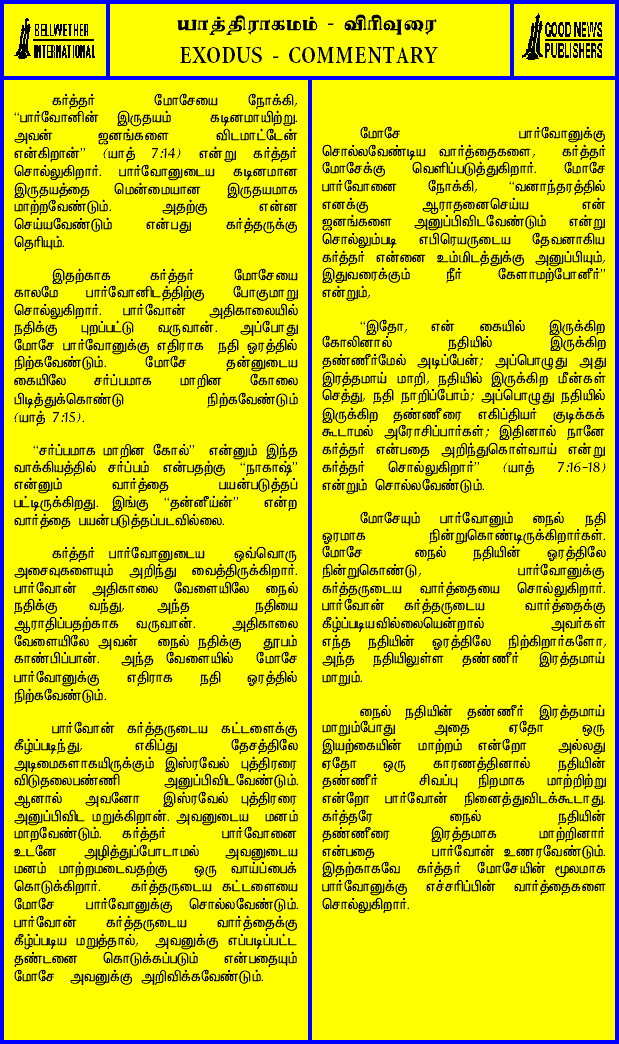 BELLWETHER
INTERNATIONAL
யாத்திராகமம் - விரிவுரை
EXODUS - COMMENTARY
GOOD NEWS
PUBLISHERS
கர்த்தர் மோசேயை நோக்கி,
“பார்வோனின் இருதயம் கடினமாயிற்று.
அவன் ஜனங்களை விடமாட்டேன்
என்கிறான்” (யாத் 7:14) என்று கர்த்தர்
சொல்லுகிறார். பார்வோனுடைய கடினமான
இருதயத்தை மென்மையான இருதயமாக
மாற்றவேண்டும். அதற்கு என்ன
செய்யவேண்டும் என்பது கர்த்தருக்கு
தெரியும்.
இதற்காக கர்த்தர் மோசேயை
காலமே பார்வோனிடத்திற்கு போகுமாறு
சொல்லுகிறார். பார்வோன் அதிகாலையில்
நதிக்கு புறப்பட்டு வருவான். அப்போது
மோசே பார்வோனுக்கு எதிராக நதி ஓரத்தில்
நிற்கவேண்டும். மோசே தன்னுடைய
கையிலே சர்ப்பமாக மாறின கோலை
பிடித்துக்கொண்டு நிற்கவேண்டும்
(யாத் 7:15).
“சர்ப்பமாக மாறின கோல்” என்னும் இந்த
வாக்கியத்தில் சர்ப்பம் என்பதற்கு “நாகாஷ்”
என்னும் வார்த்தை பயன்படுத்தப்
பட்டிருக்கிறது. இங்கு “தன்னீய்ன்” என்ற
வார்த்தை பயன்படுத்தப்படவில்லை.
கர்த்தர் பார்வோனுடைய ஒவ்வொரு
அசைவுகளையும் அறிந்து வைத்திருக்கிறார்.
பார்வோன் அதிகாலை வேளையிலே நைல்
நதிக்கு வந்து, அந்த நதியை
ஆராதிப்பதற்காக வருவான். அதிகாலை
வேளையிலே அவன் நைல் நதிக்கு தூபம்
காண்பிப்பான். அந்த வேளையில் மோசே
பார்வோனுக்கு எதிராக நதி ஓரத்தில்
நிற்கவேண்டும்.
பார்வோன் கர்த்தருடைய கட்டளைக்கு
கீழ்ப்படிந்து, எகிப்து தேசத்திலே
அடிமைகளாகயிருக்கும் இஸ்ரவேல் புத்திரரை
விடுதலைபண்ணி அனுப்பிவிடவேண்டும்.
ஆனால் அவனோ இஸ்ரவேல் புத்திரரை
அனுப்பிவிட மறுக்கிறான். அவனுடைய மனம்
மாறவேண்டும். கர்த்தர் பார்வோனை
உடனே அழித்துப்போடாமல் அவனுடைய
மனம் மாற்றமடைவதற்கு ஒரு வாய்ப்பைக்
கொடுக்கிறார். கர்த்தருடைய கட்டளையை
மோசே பார்வோனுக்கு சொல்லவேண்டும்.
பார்வோன் கர்த்தருடைய வார்த்தைக்கு
கீழ்ப்படிய மறுத்தால், அவனுக்கு எப்படிப்பட்ட
தண்டனை கொடுக்கப்படும் என்பதையும்
மோசே அவனுக்கு அறிவிக்கவேண்டும்.
மோசே பார்வோனுக்கு
சொல்லவேண்டிய வார்த்தைகளை, கர்த்தர்
மோசேக்கு வெளிப்படுத்துகிறார். மோசே
பார்வோனை நோக்கி, “வனாந்தரத்தில்
எனக்கு ஆராதனைசெய்ய என்
ஜனங்களை அனுப்பிவிடவேண்டும் என்று
சொல்லும்படி எபிரெயருடைய தேவனாகிய
கர்த்தர் என்னை உம்மிடத்துக்கு அனுப்பியும்,
இதுவரைக்கும் நீர் கேளாமற்போனீர்”
என்றும்,
“இதோ, என் கையில் இருக்கிற
கோலினால் நதியில் இருக்கிற
தண்ணீர்மேல் அடிப்பேன்; அப்பொழுது அது
இரத்தமாய் மாறி, நதியில் இருக்கிற மீன்கள்
செத்து, நதி நாறிப்போம்; அப்பொழுது நதியில்
இருக்கிற தண்ணீரை எகிப்தியர் குடிக்கக்
கூடாமல் அரோசிப்பார்கள்; இதினால் நானே
கர்த்தர் என்பதை அறிந்துகொள்வாய் என்று
கர்த்தர் சொல்லுகிறார்” (யாத் 7:16-18)
என்றும் சொல்லவேண்டும்.
மோசேயும் பார்வோனும் நைல் நதி
ஓரமாக நின்றுகொண்டிருக்கிறார்கள்.
மோசே நைல் நதியின் ஓரத்திலே
நின்றுகொண்டு, பார்வோனுக்கு
கர்த்தருடைய வார்த்தையை சொல்லுகிறார்.
பார்வோன் கர்த்தருடைய வார்த்தைக்கு
கீழ்ப்படியவில்லையென்றால் அவர்கள்
எந்த நதியின் ஓரத்திலே நிற்கிறார்களோ,
அந்த நதியிலுள்ள தண்ணீர் இரத்தமாய்
மாறும்.
நைல் நதியின் தண்ணீர் இரத்தமாய்
மாறும்போது அதை ஏதோ ஒரு
இயற்கையின் மாற்றம் என்றோ அல்லது
ஏதோ ஒரு காரணத்தினால் நதியின்
தண்ணீர் சிவப்பு நிறமாக மாற்றிற்று
என்றோ பார்வோன் நினைத்துவிடக்கூடாது.
கர்த்தரே நைல் நதியின்
தண்ணீரை இரத்தமாக மாற்றினார்
என்பதை பார்வோன் உணரவேண்டும்.
இதற்காகவே கர்த்தர் மோசேயின் மூலமாக
பார்வோனுக்கு எச்சரிப்பின் வார்த்தைகளை
சொல்லுகிறார்.